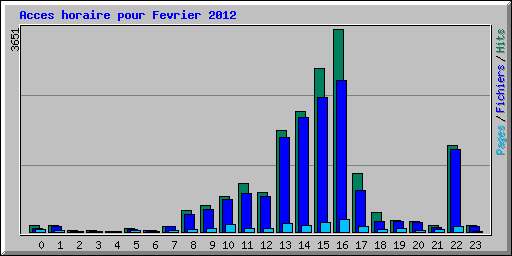 Acces horaire pour Fevrier 2012
3651
Pages / Fichiers / Hits
0 1 2 3 4 5 6 7 8 9 10 11 12 13 14 15 16 17 18 19 20 21 22 23